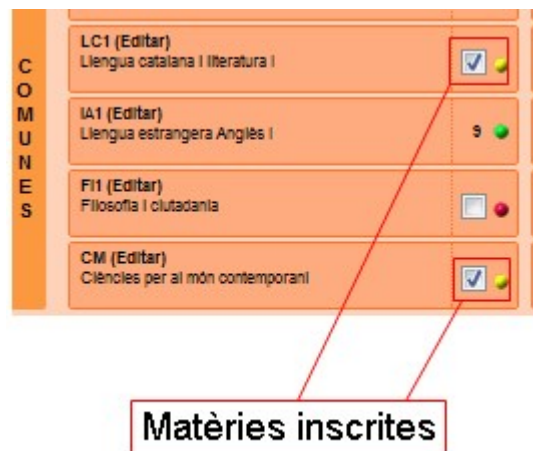 COMUNES
LC1 (Editar)
Llengua catalana i literatura I
IA1 (Editar)
Llengua estrangera Anglès I
9
FI1 (Editar)
Filosofia i ciutadania
CM (Editar)
Ciències per al món contemporani
Matèries inscrites